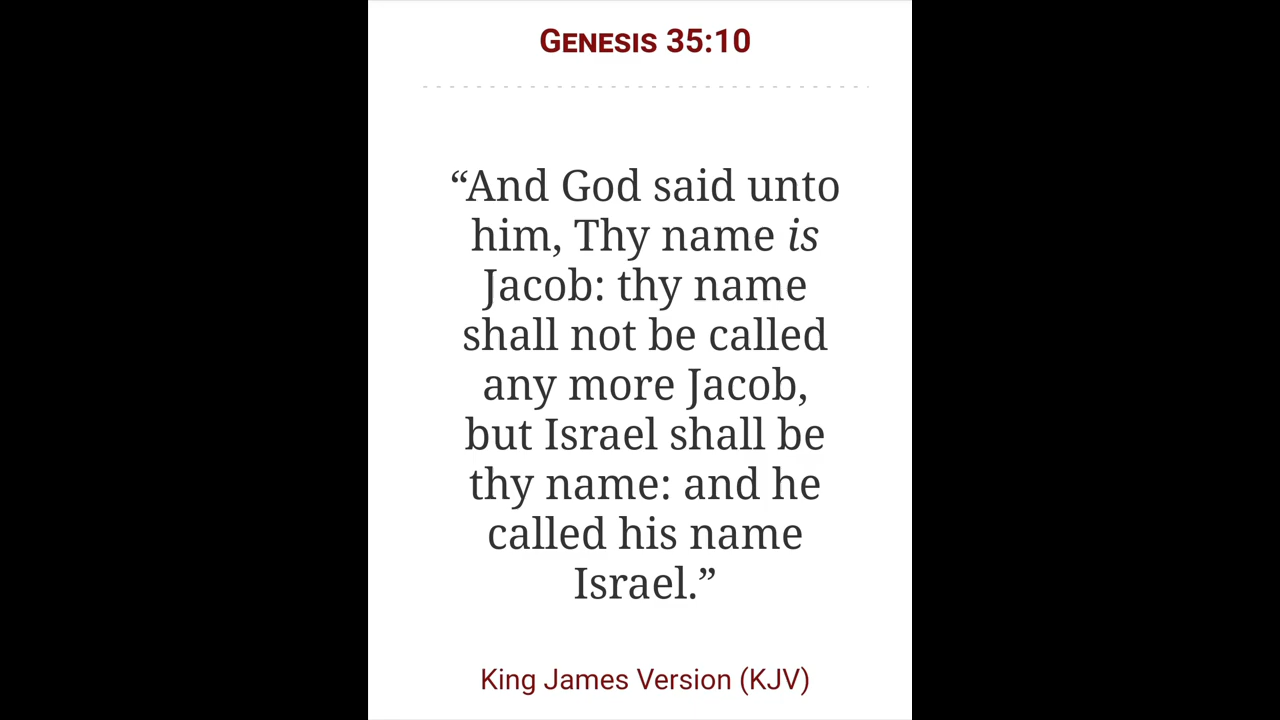 Genesis 35:10
“And God said unto
him, Thy name is
Jacob: thy name
shall not be called
any more Jacob,
but Israel shall be
thy name: and he
called his name
Israel.”
King James Version (KJV)